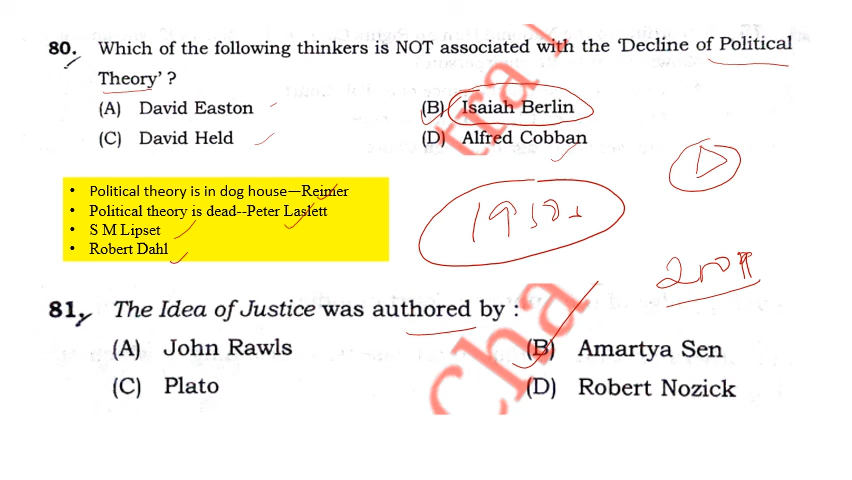 80. Which of the following thinkers is NOT associated with the 'Decline of Political
Theory' ?
(A) David Easton (B) Isaiah Berlin
(C) David Held (D) Alfred Cobban
• Political theory is in dog house—Reimer
• Political theory is dead--Peter Laslett
• S M Lipset
• Robert Dahl
1950s
D
81. The Idea of Justice was authored by :
(A) John Rawls (B) Amartya Sen
(C) Plato (D) Robert Nozick